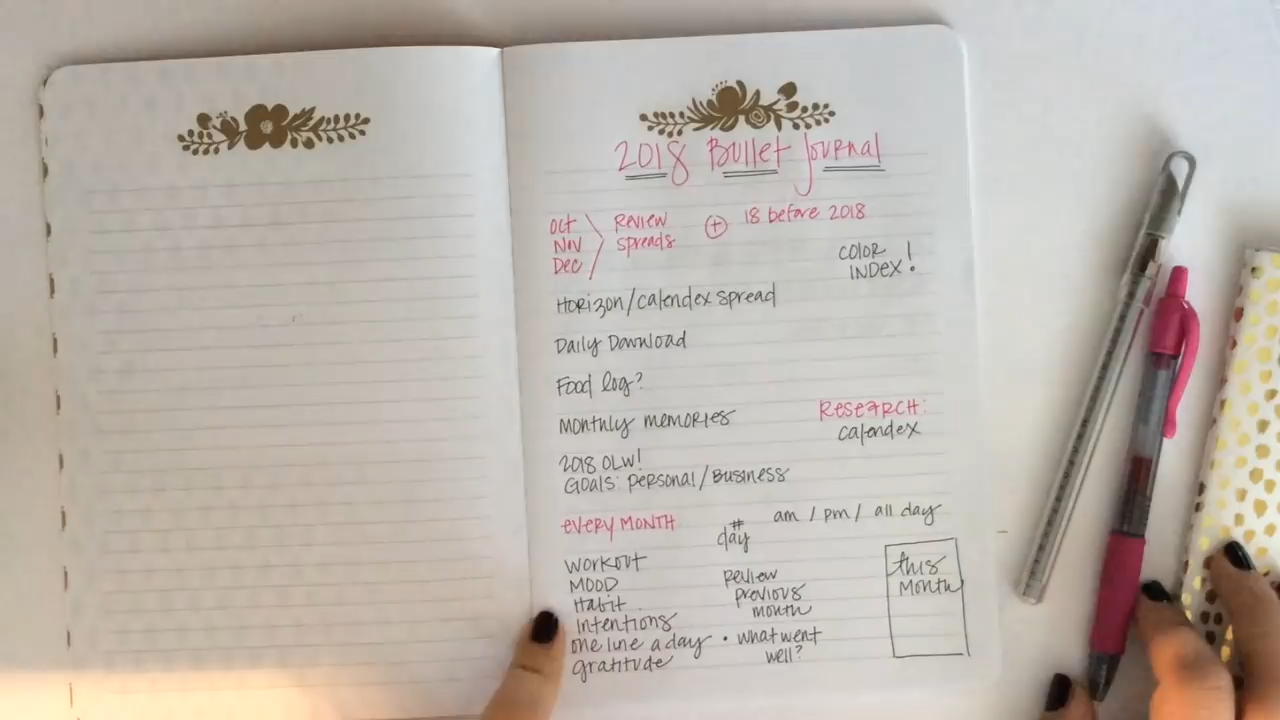 2018 Bullet Journal
Oct
Nov
Dec
Review
spreads
+ 18 before 2018
Color
Index!
Horizon/calendex spread
Daily Download
Food log?
Monthly memories
Research:
calendex
2018 OLW!
Goals: Personal/Business
every month
# day
am / pm / all day
workout
mood
habit
intentions
one line a day
gratitude
review
previous
month
• what went
well?
this
month